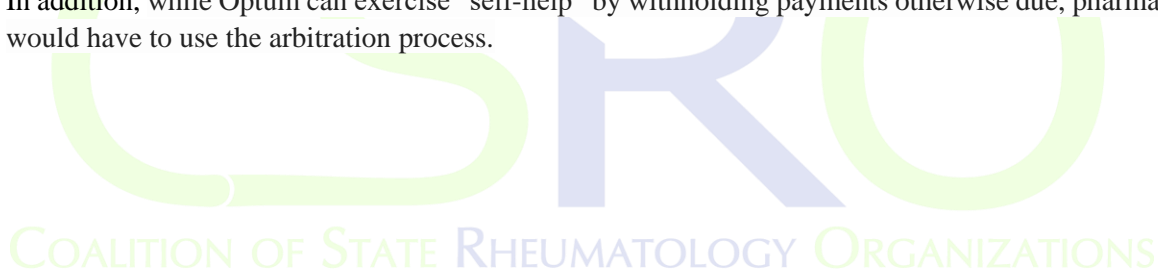 In addition, while Optum can exercise "self-help" by withholding payments otherwise due,
would have to use the arbitration process.
CSRO
COALITION OF STATE RHEUMATOLOGY ORGANIZATIONS